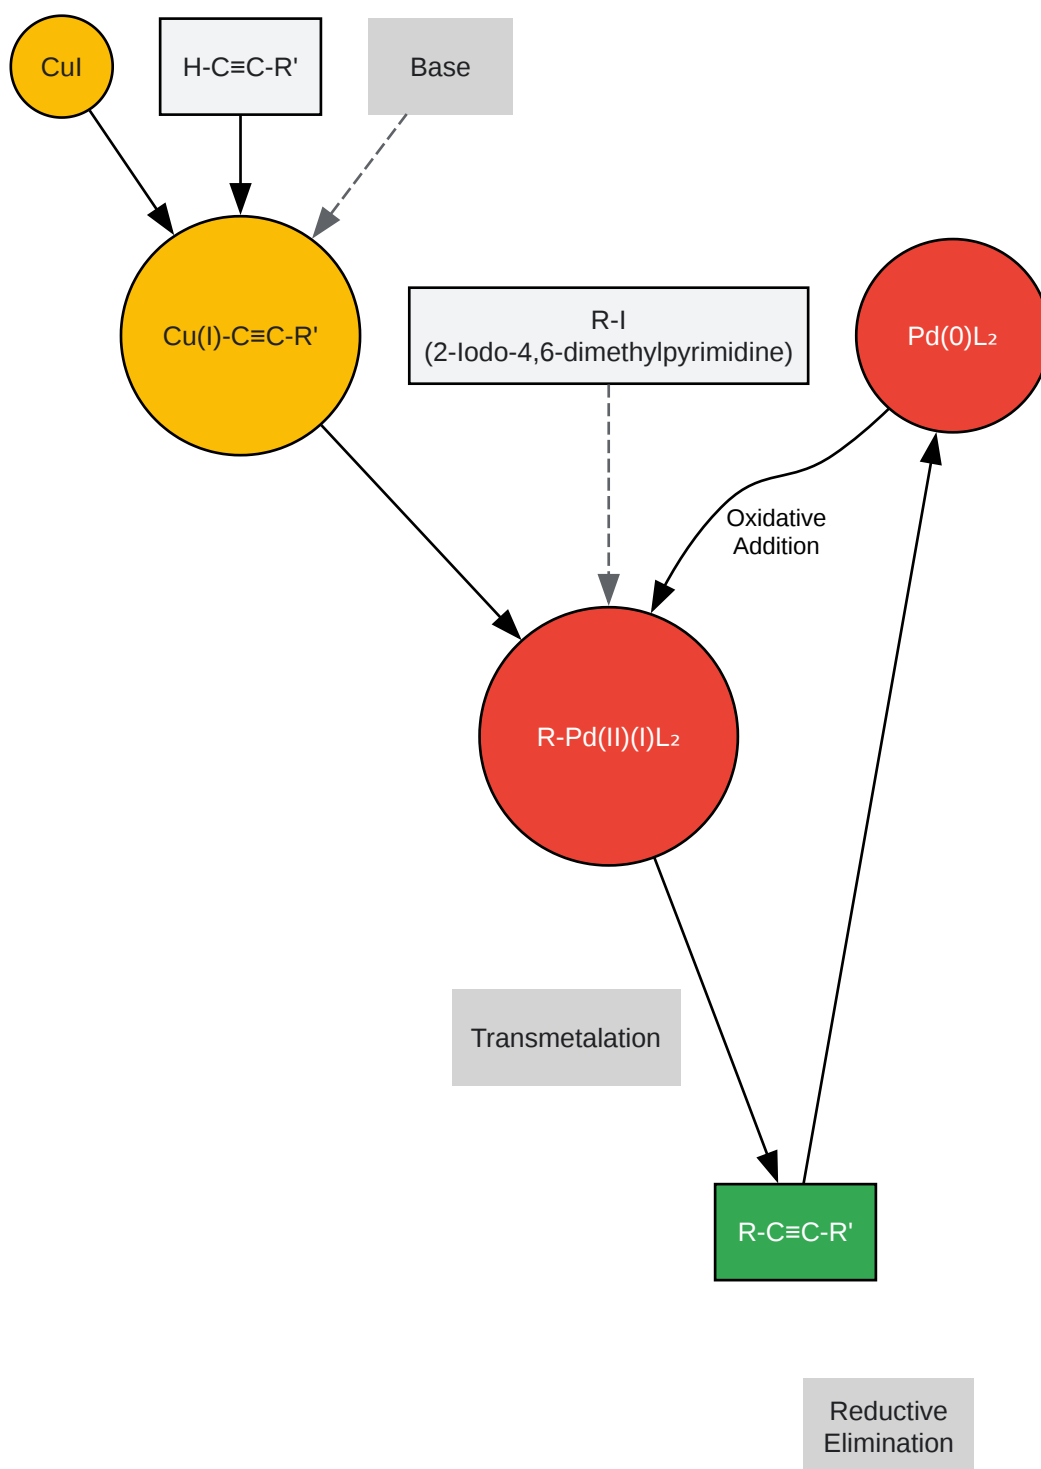 CuI
H-C≡C-R'
Base
Cu(I)-C≡C-R'
R-I
(2-Iodo-4,6-dimethylpyrimidine)
Pd(0)L₂
Oxidative
Addition
R-Pd(II)(I)L₂
Transmetalation
R-C≡C-R'
Reductive
Elimination